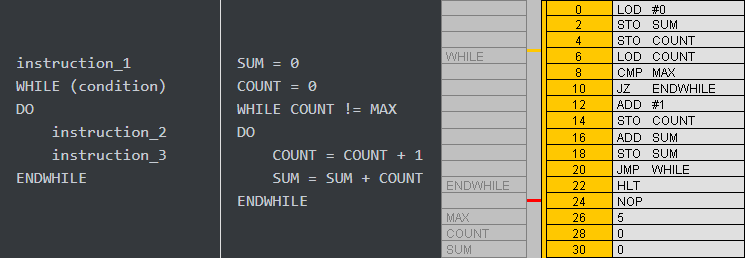 instruction_1
WHILE (condition)
DO
instruction_2
instruction_3
ENDWHILE
SUM = 0
COUNT = 0
WHILE COUNT != MAX
DO
COUNT = COUNT + 1
SUM = SUM + COUNT
ENDWHILE
0 LOD #0
2 STO SUM
4 STO COUNT
WHILE 6 LOD COUNT
8 CMP MAX
10 JZ ENDWHILE
12 ADD #1
14 STO COUNT
16 ADD SUM
18 STO SUM
20 JMP WHILE
ENDWHILE 22 HLT
24 NOP
MAX 26 5
COUNT 28 0
SUM 30 0